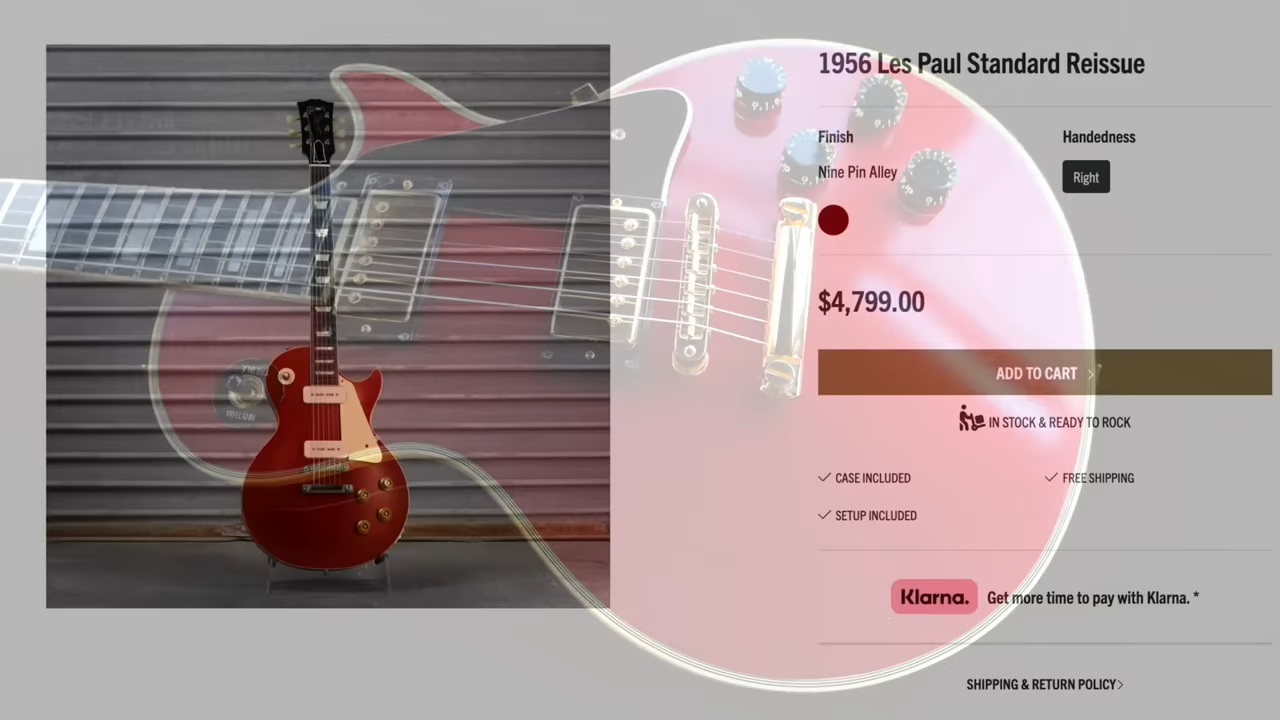 1956 Les Paul Standard Reissue
Finish
Handedness
Nine Pin Alley
Right
$4,799.00
ADD TO CART >
IN STOCK & READY TO ROCK
✓ CASE INCLUDED
✓ FREE SHIPPING
✓ SETUP INCLUDED
Klarna.
Get more time to pay with Klarna. *
SHIPPING & RETURN POLICY >